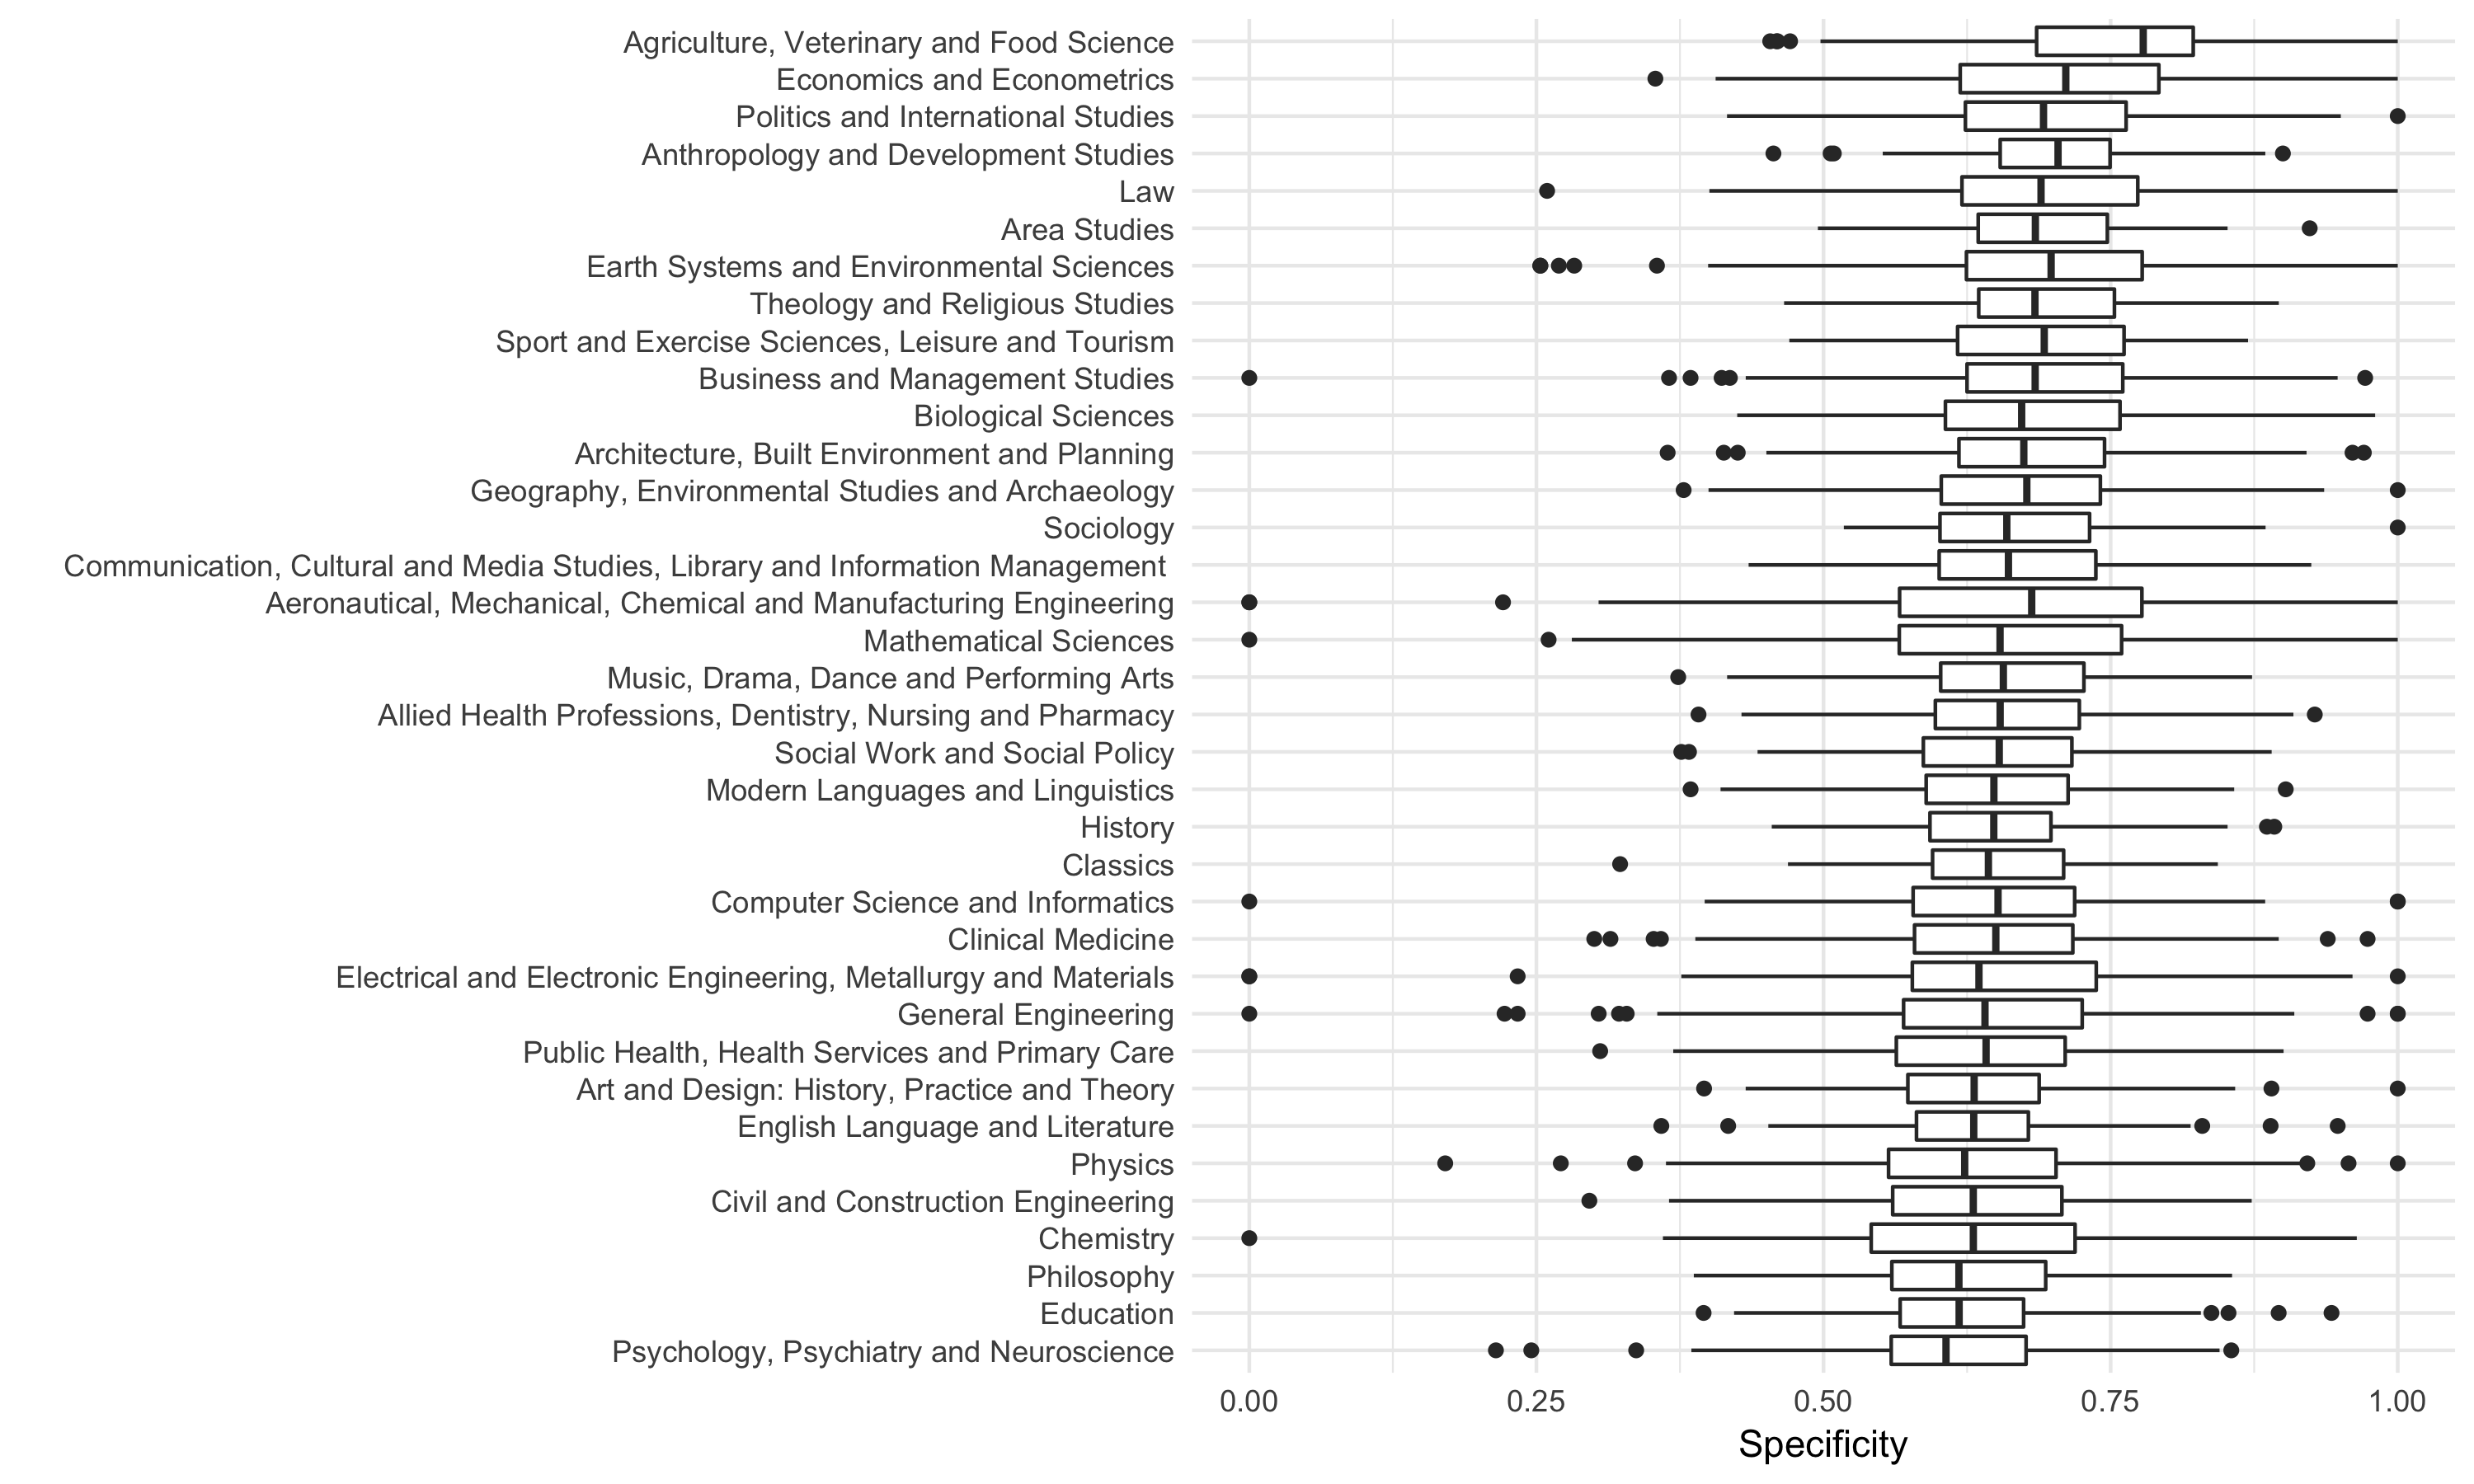 Agriculture, Veterinary and Food Science
Economics and Econometrics
Politics and International Studies
Anthropology and Development Studies
Law
Area Studies
Earth Systems and Environmental Sciences
Theology and Religious Studies
Sport and Exercise Sciences, Leisure and Tourism
Business and Management Studies
Biological Sciences
Architecture, Built Environment and Planning
Geography, Environmental Studies and Archaeology
Sociology
Communication, Cultural and Media Studies, Library and Information Management
Aeronautical, Mechanical, Chemical and Manufacturing Engineering
Mathematical Sciences
Music, Drama, Dance and Performing Arts
Allied Health Professions, Dentistry, Nursing and Pharmacy
Social Work and Social Policy
Modern Languages and Linguistics
History
Classics
Computer Science and Informatics
Clinical Medicine
Electrical and Electronic Engineering, Metallurgy and Materials
General Engineering
Public Health, Health Services and Primary Care
Art and Design: History, Practice and Theory
English Language and Literature
Physics
Civil and Construction Engineering
Chemistry
Philosophy
Education
Psychology, Psychiatry and Neuroscience
0.00 0.25 0.50 0.75 1.00
Specificity